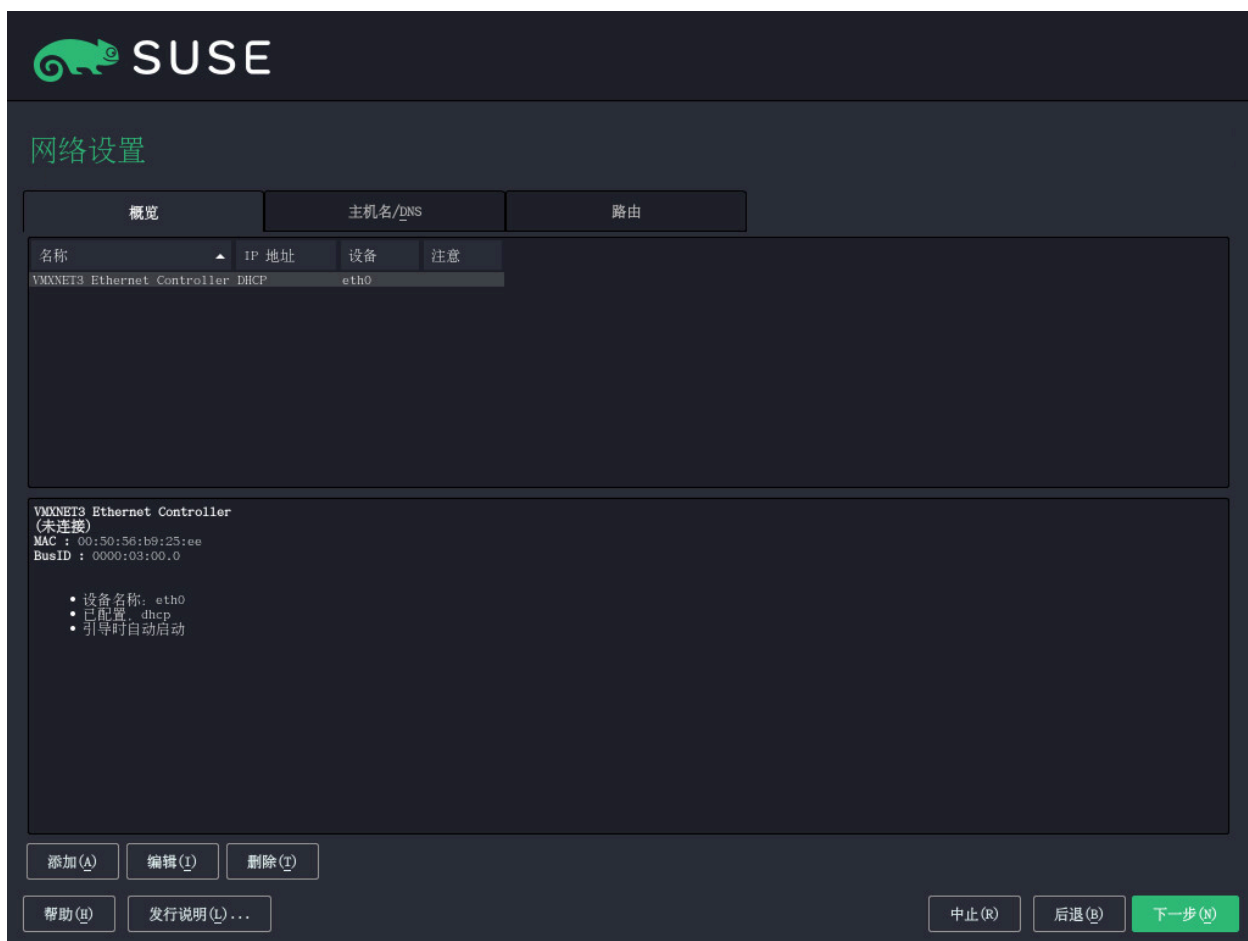 SUSE
网络设置
概览 主机名/DNS 路由
名称 IP 地址 设备 注意
VMXNET3 Ethernet Controller DHCP eth0
VMXNET3 Ethernet Controller
(未连接)
MAC : 00:50:56:b9:25:ee
BusID : 0000:03:00.0
• 设备名称: eth0
• 已配置, dhcp
• 引导时自动启动
添加(A) 编辑(I) 删除(T)
帮助(H) 发行说明(L)... 中止(R) 后退(B) 下一步(N)